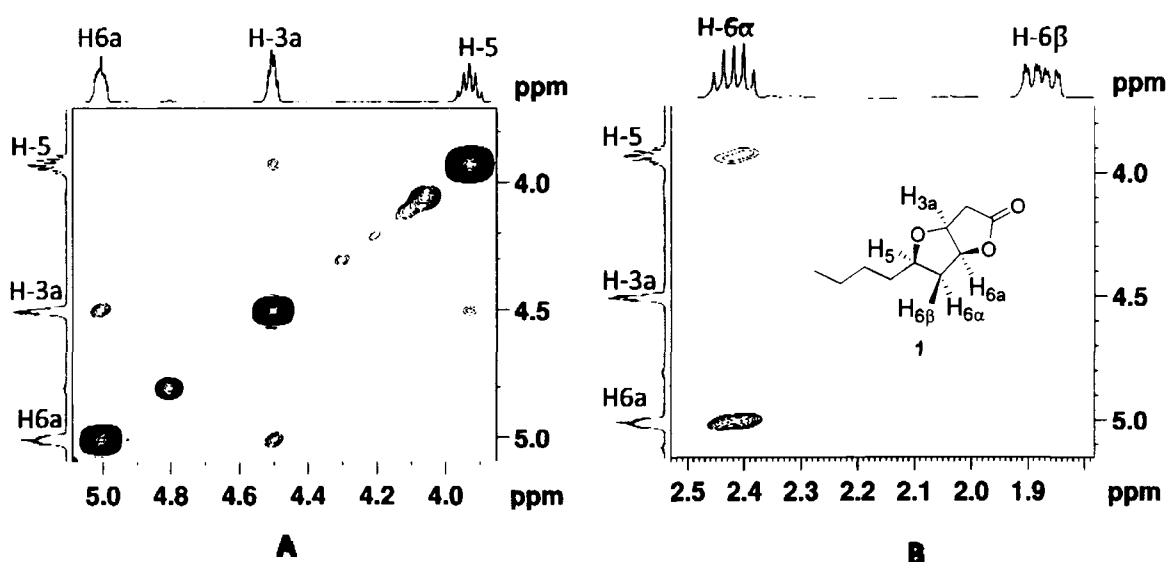 H6a H-3a H-5
ppm
H-5
4.0
H-3a
4.5
H6a
5.0
5.0 4.8 4.6 4.4 4.2 4.0 ppm
A
H-6α H-6β
ppm
H-5
4.0
H3a
O
O
O
H5
H6a
H6β H6α
1
H-3a
4.5
H6a
5.0
2.5 2.4 2.3 2.2 2.1 2.0 1.9 ppm
B